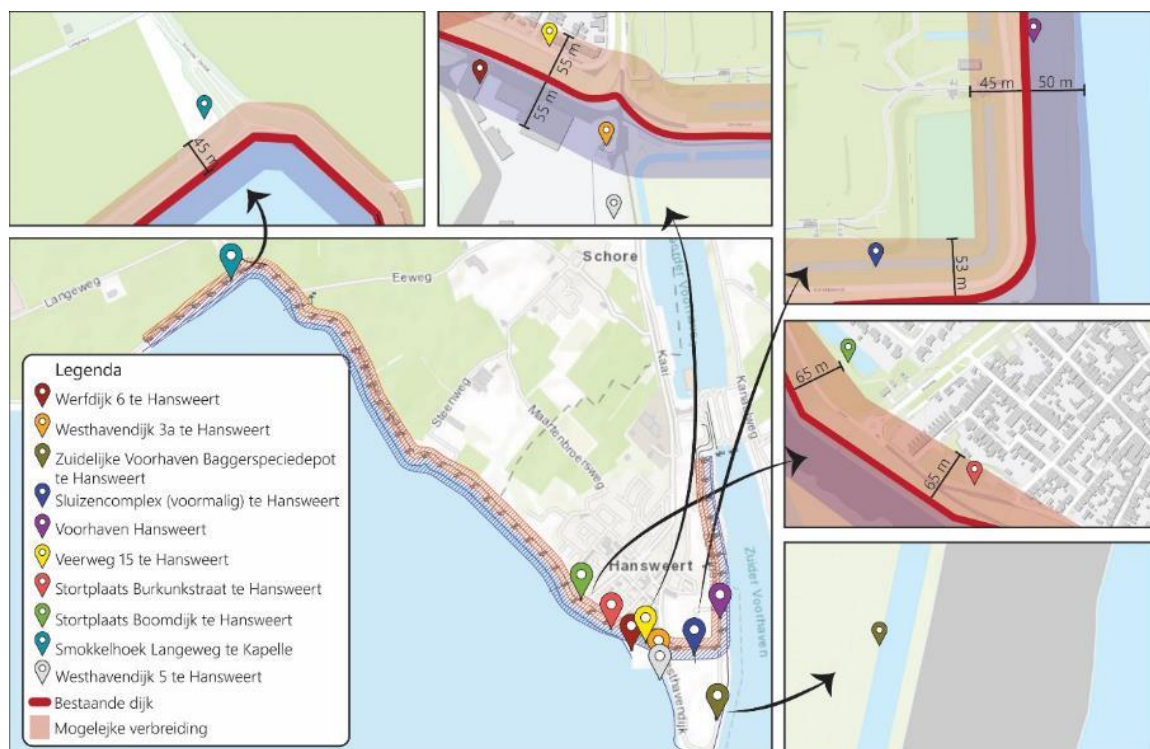 45 m
55 m
55 m
45 m
50 m
53 m
65 m
65 m
Schore
Langeweg
Eeweg
Steenweg
Maartenboersweg
Kaai
Kanaalweg
Hansweert
Zuider Voorhaven
Legenda
Werfdijk 6 te Hansweert
Westhavendijk 3a te Hansweert
Zuidelijke Voorhaven Baggerspeciedepot
te Hansweert
Sluizencomplex (voormalig) te Hansweert
Voorhaven Hansweert
Veerweg 15 te Hansweert
Stortplaats Burkunkstraat te Hansweert
Stortplaats Boomdijk te Hansweert
Smokkelhoek Langeweg te Kapelle
Westhavendijk 5 te Hansweert
Bestaande dijk
Mogelejke verbreiding